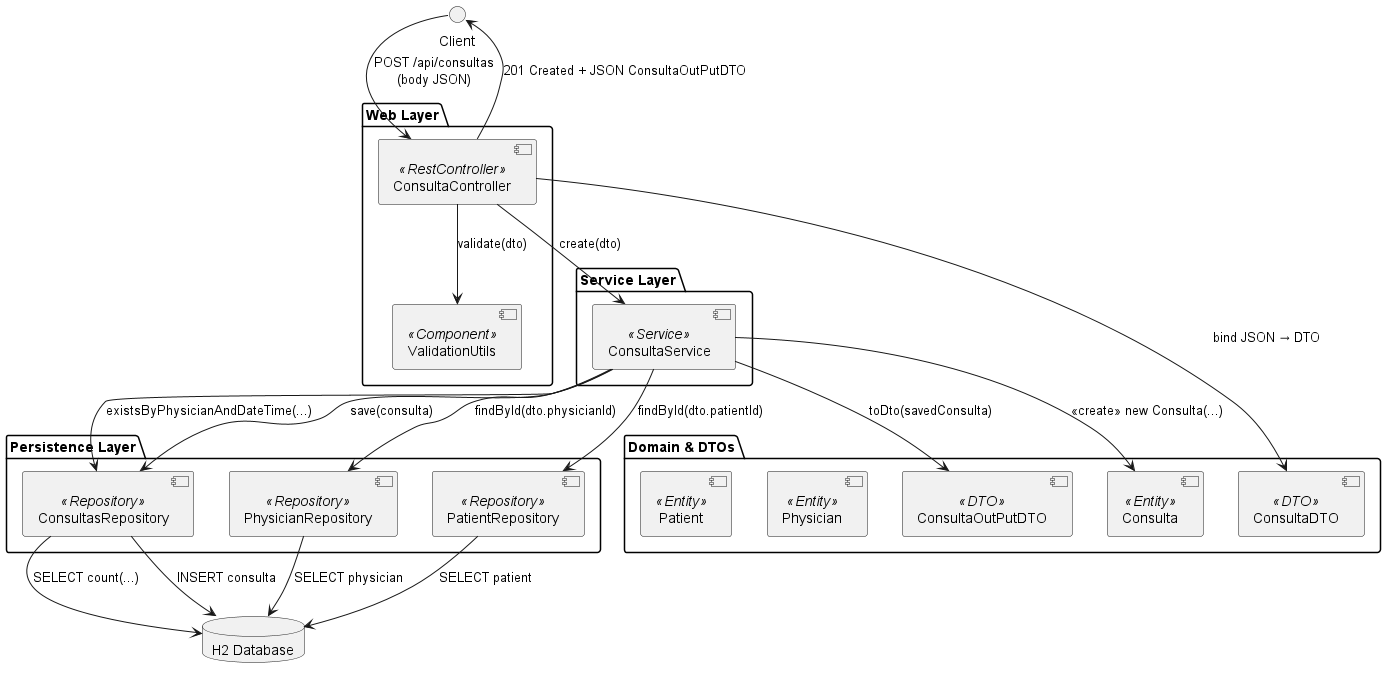 Client
POST /api/consultas
(body JSON)
201 Created + JSON ConsultaOutPutDTO
Web Layer
«RestController»
ConsultaController
validate(dto)
create(dto)
Service Layer
«Component»
ValidationUtils
«Service»
ConsultaService
bind JSON → DTO
existsByPhysicianAndDateTime(...)
save(consulta)
findById(dto.physicianId)
findById(dto.patientId)
toDto(savedConsulta)
«create» new Consulta(...)
Persistence Layer
«Repository»
ConsultasRepository
«Repository»
PhysicianRepository
«Repository»
PatientRepository
Domain & DTOs
«Entity»
Patient
«Entity»
Physician
«DTO»
ConsultaOutPutDTO
«Entity»
Consulta
«DTO»
ConsultaDTO
SELECT count(...)
INSERT consulta
SELECT physician
SELECT patient
H2 Database